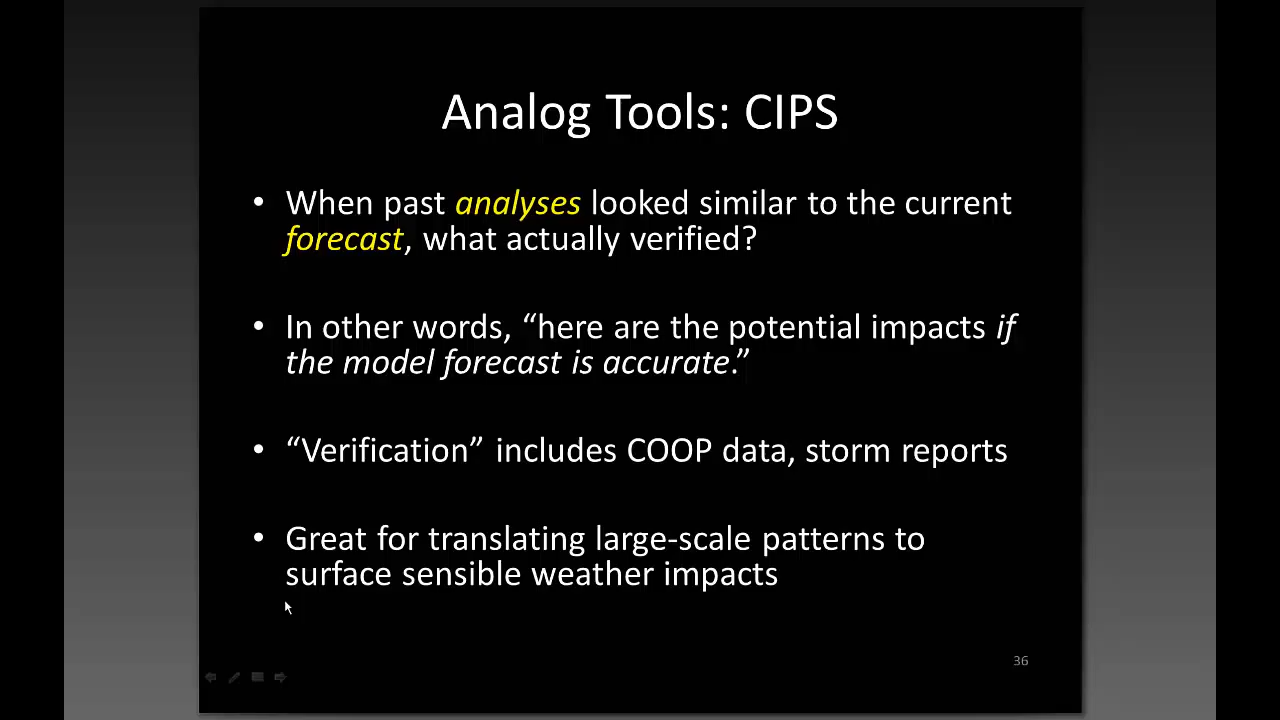 Analog Tools: CIPS
• When past analyses looked similar to the current
forecast, what actually verified?
• In other words, “here are the potential impacts if
the model forecast is accurate.”
• “Verification” includes COOP data, storm reports
• Great for translating large-scale patterns to
surface sensible weather impacts
36